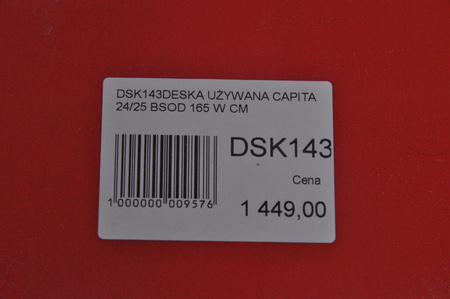 DSK143DESKA UŻYWANA CAPITA
24/25 BSOD 165 W CM
DSK143
Cena
1 000000 009576
1 449,00